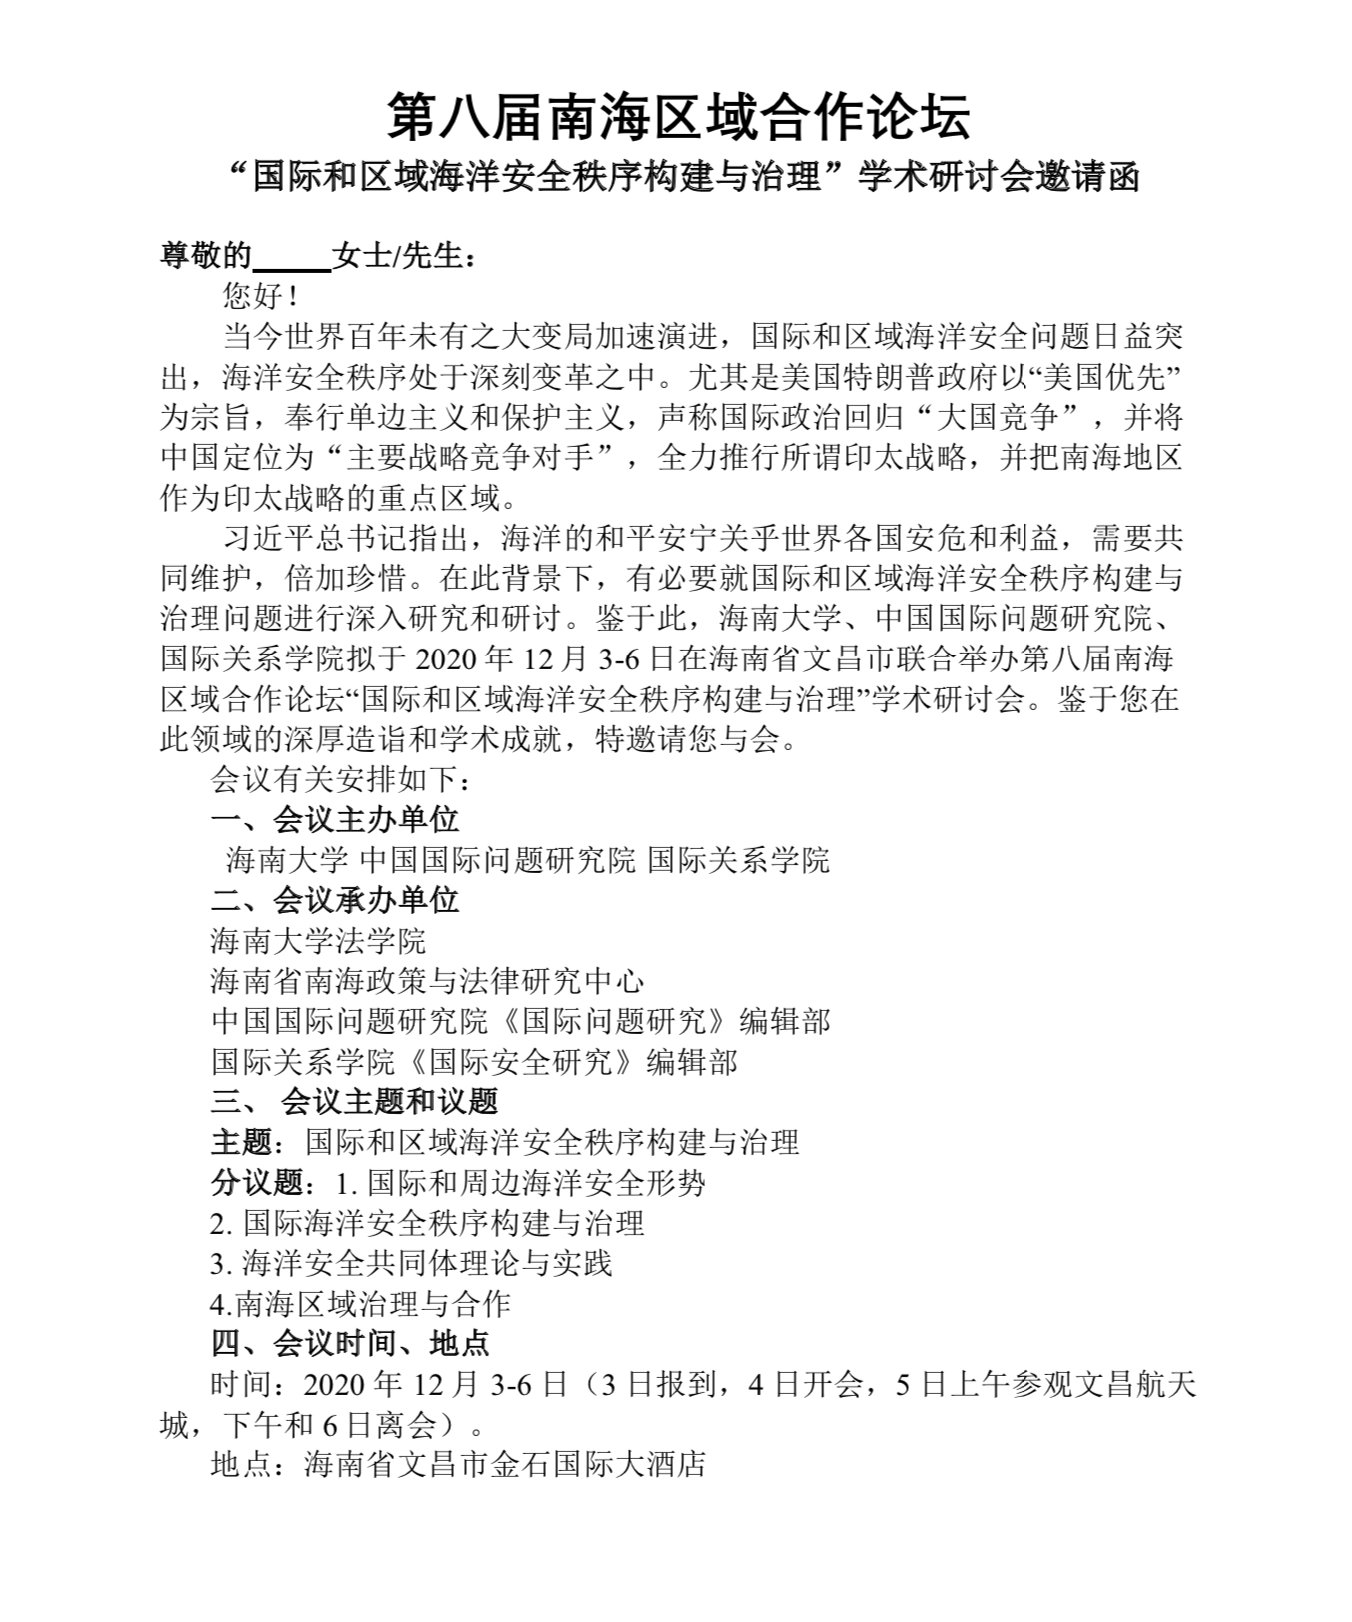 第八届南海区域合作论坛
“国际和区域海洋安全秩序构建与治理”学术研讨会邀请函
尊敬的_____女士/先生：
您好！
当今世界百年未有之大变局加速演进，国际和区域海洋安全问题日益突
出，海洋安全秩序处于深刻变革之中。尤其是美国特朗普政府以“美国优先”
为宗旨，奉行单边主义和保护主义，声称国际政治回归“大国竞争”，并将
中国定位为“主要战略竞争对手”，全力推行所谓印太战略，并把南海地区
作为印太战略的重点区域。
习近平总书记指出，海洋的和平安宁关乎世界各国安危和利益，需要共
同维护，倍加珍惜。在此背景下，有必要就国际和区域海洋安全秩序构建与
治理问题进行深入研究和研讨。鉴于此，海南大学、中国国际问题研究院、
国际关系学院拟于 2020 年 12 月 3-6 日在海南省文昌市联合举办第八届南海
区域合作论坛“国际和区域海洋安全秩序构建与治理”学术研讨会。鉴于您在
此领域的深厚造诣和学术成就，特邀请您与会。
会议有关安排如下：
一、会议主办单位
海南大学 中国国际问题研究院 国际关系学院
二、会议承办单位
海南大学法学院
海南省南海政策与法律研究中心
中国国际问题研究院《国际问题研究》编辑部
国际关系学院《国际安全研究》编辑部
三、 会议主题和议题
主题：国际和区域海洋安全秩序构建与治理
分议题：1. 国际和周边海洋安全形势
2. 国际海洋安全秩序构建与治理
3. 海洋安全共同体理论与实践
4.南海区域治理与合作
四、会议时间、地点
时间：2020 年 12 月 3-6 日（3 日报到，4 日开会，5 日上午参观文昌航天
城，下午和 6 日离会）。
地点：海南省文昌市金石国际大酒店